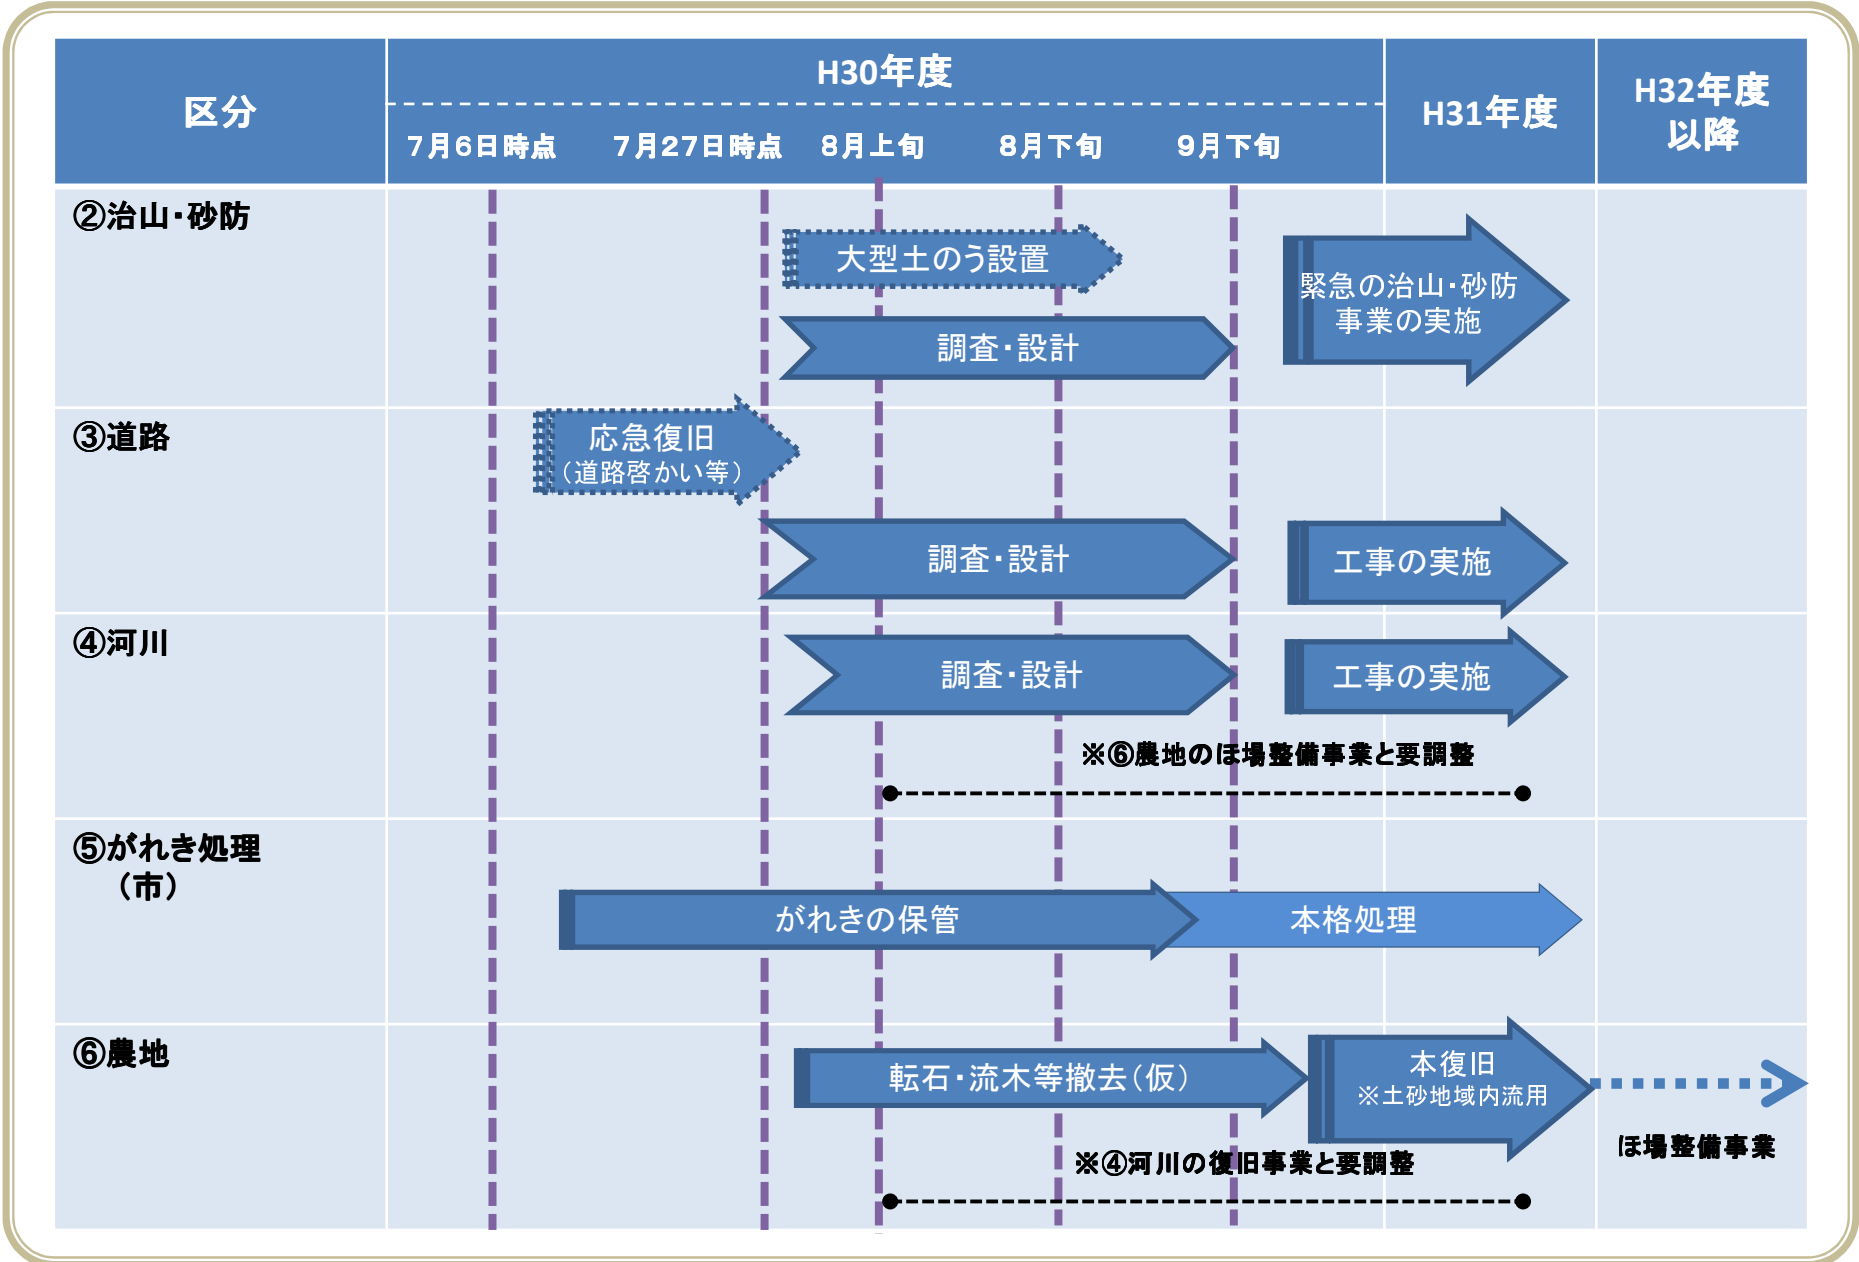 区分
H30年度
7月6日時点
7月27日時点
8月上旬
8月下旬
9月下旬
H31年度
H32年度
以降
②治山・砂防
大型土のう設置
調査・設計
緊急の治山・砂防
事業の実施
③道路
応急復旧
（道路啓かい等）
調査・設計
工事の実施
④河川
調査・設計
工事の実施
※⑥農地のほ場整備事業と要調整
⑤がれき処理
（市）
がれきの保管
本格処理
⑥農地
転石・流木等撤去（仮）
本復旧
※土砂地域内流用
ほ場整備事業
※④河川の復旧事業と要調整